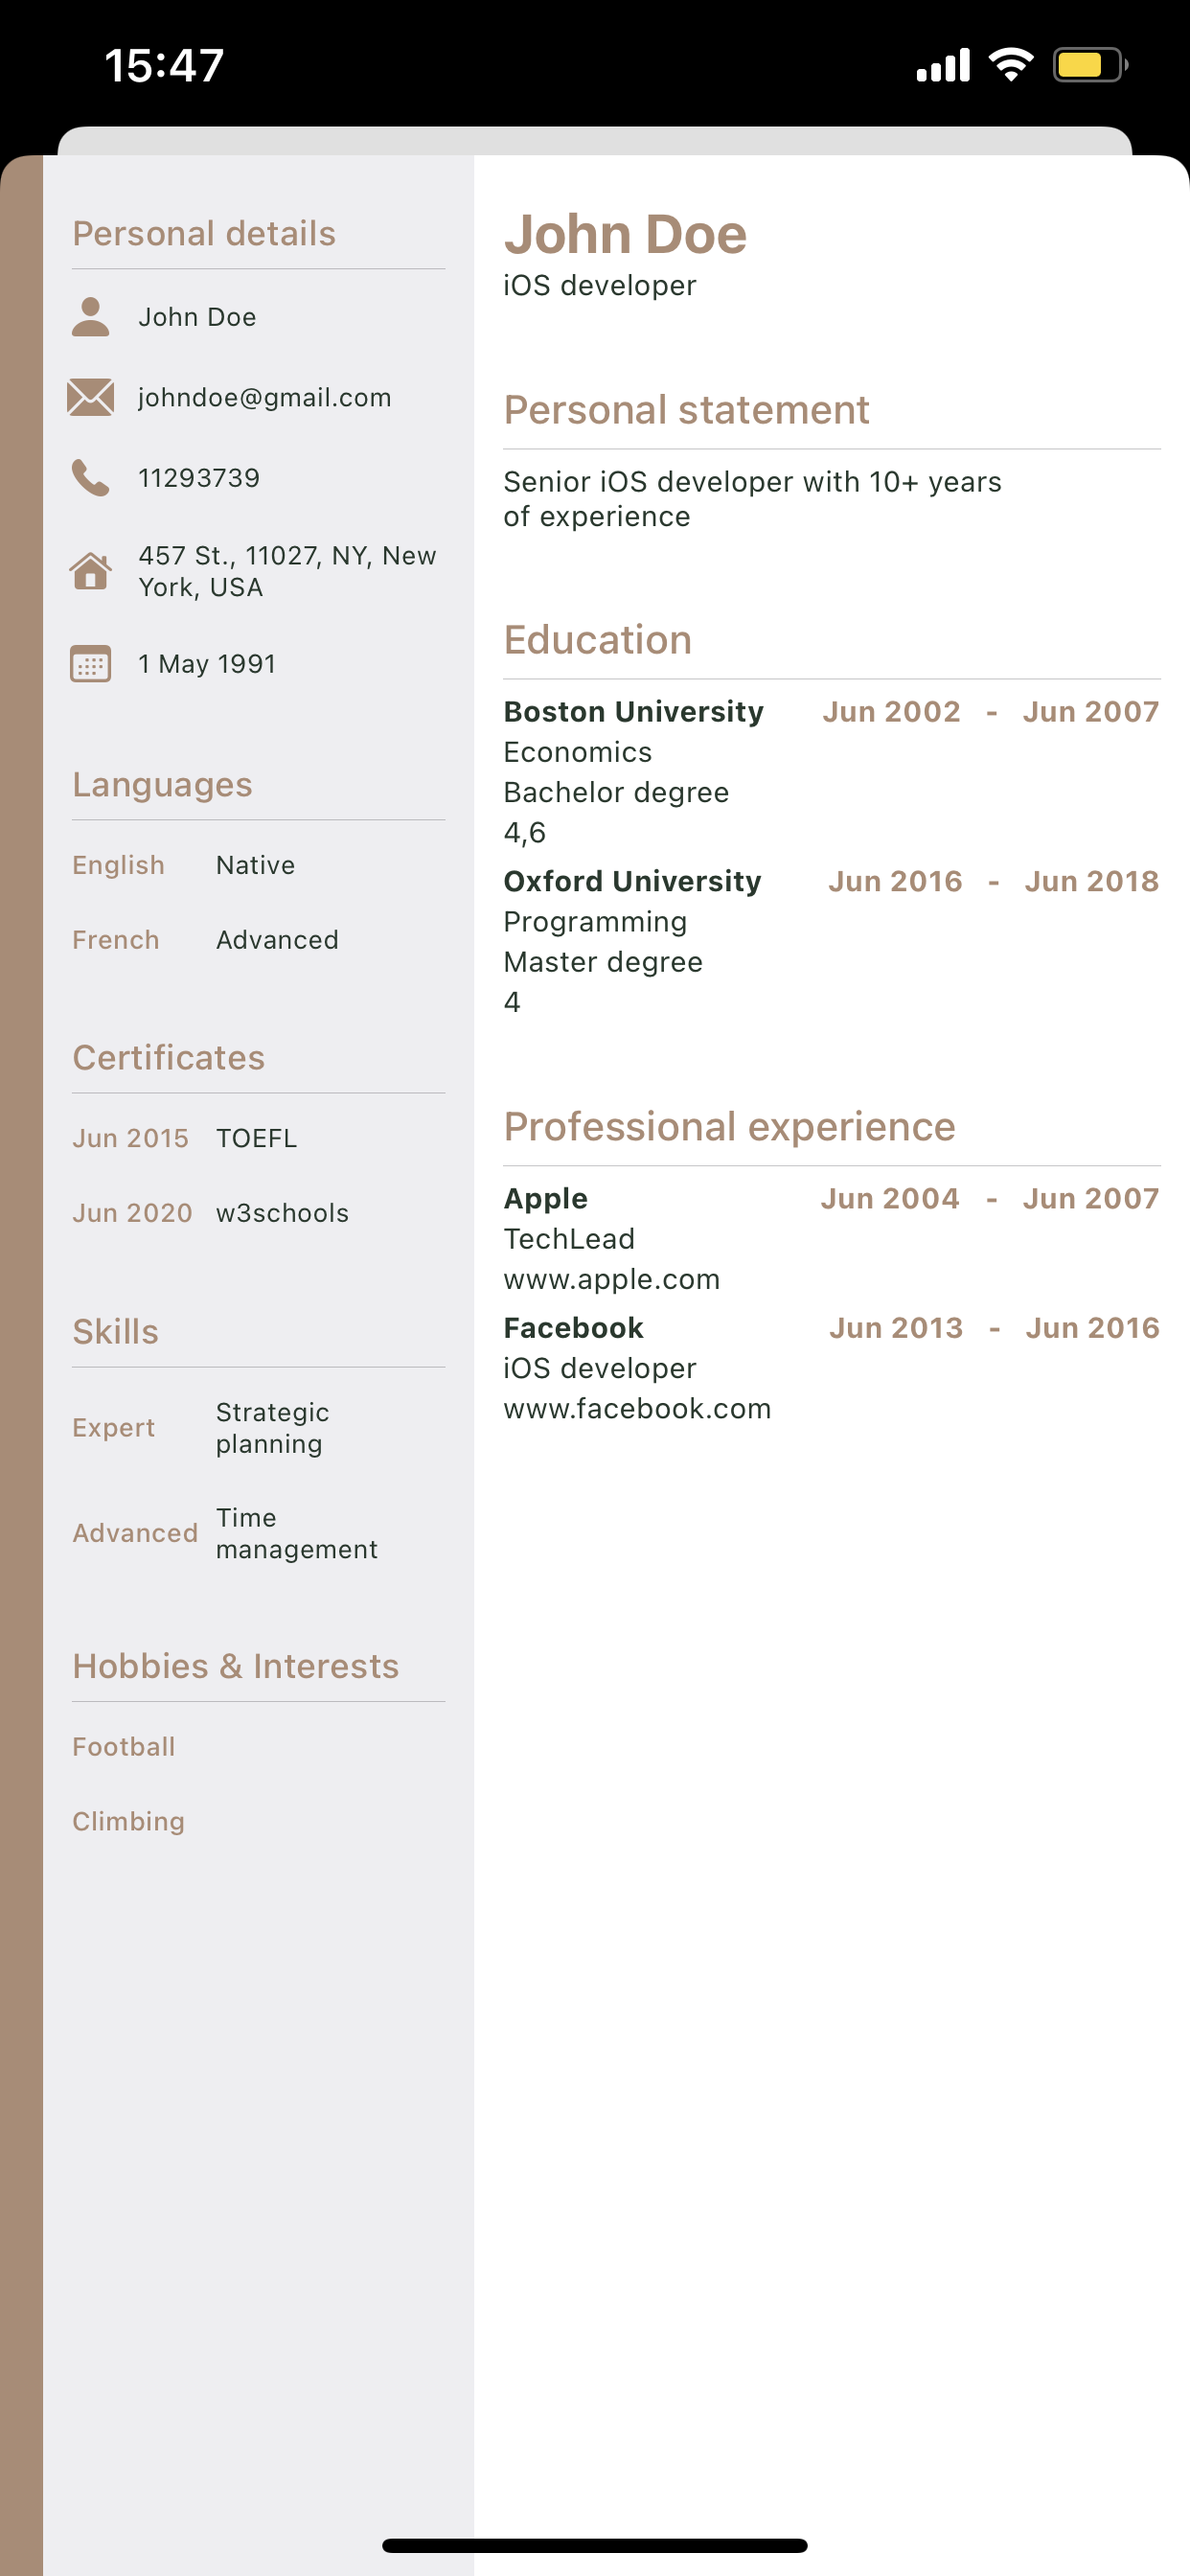 15:47
Personal details
John Doe
johndoe@gmail.com
11293739
457 St., 11027, NY, New
York, USA
1 May 1991
Languages
English Native
French Advanced
Certificates
Jun 2015 TOEFL
Jun 2020 w3schools
Skills
Expert Strategic
planning
Advanced Time
management
Hobbies & Interests
Football
Climbing
John Doe
iOS developer
Personal statement
Senior iOS developer with 10+ years
of experience
Education
Boston University Jun 2002 - Jun 2007
Economics
Bachelor degree
4,6
Oxford University Jun 2016 - Jun 2018
Programming
Master degree
4
Professional experience
Apple Jun 2004 - Jun 2007
TechLead
www.apple.com
Facebook Jun 2013 - Jun 2016
iOS developer
www.facebook.com